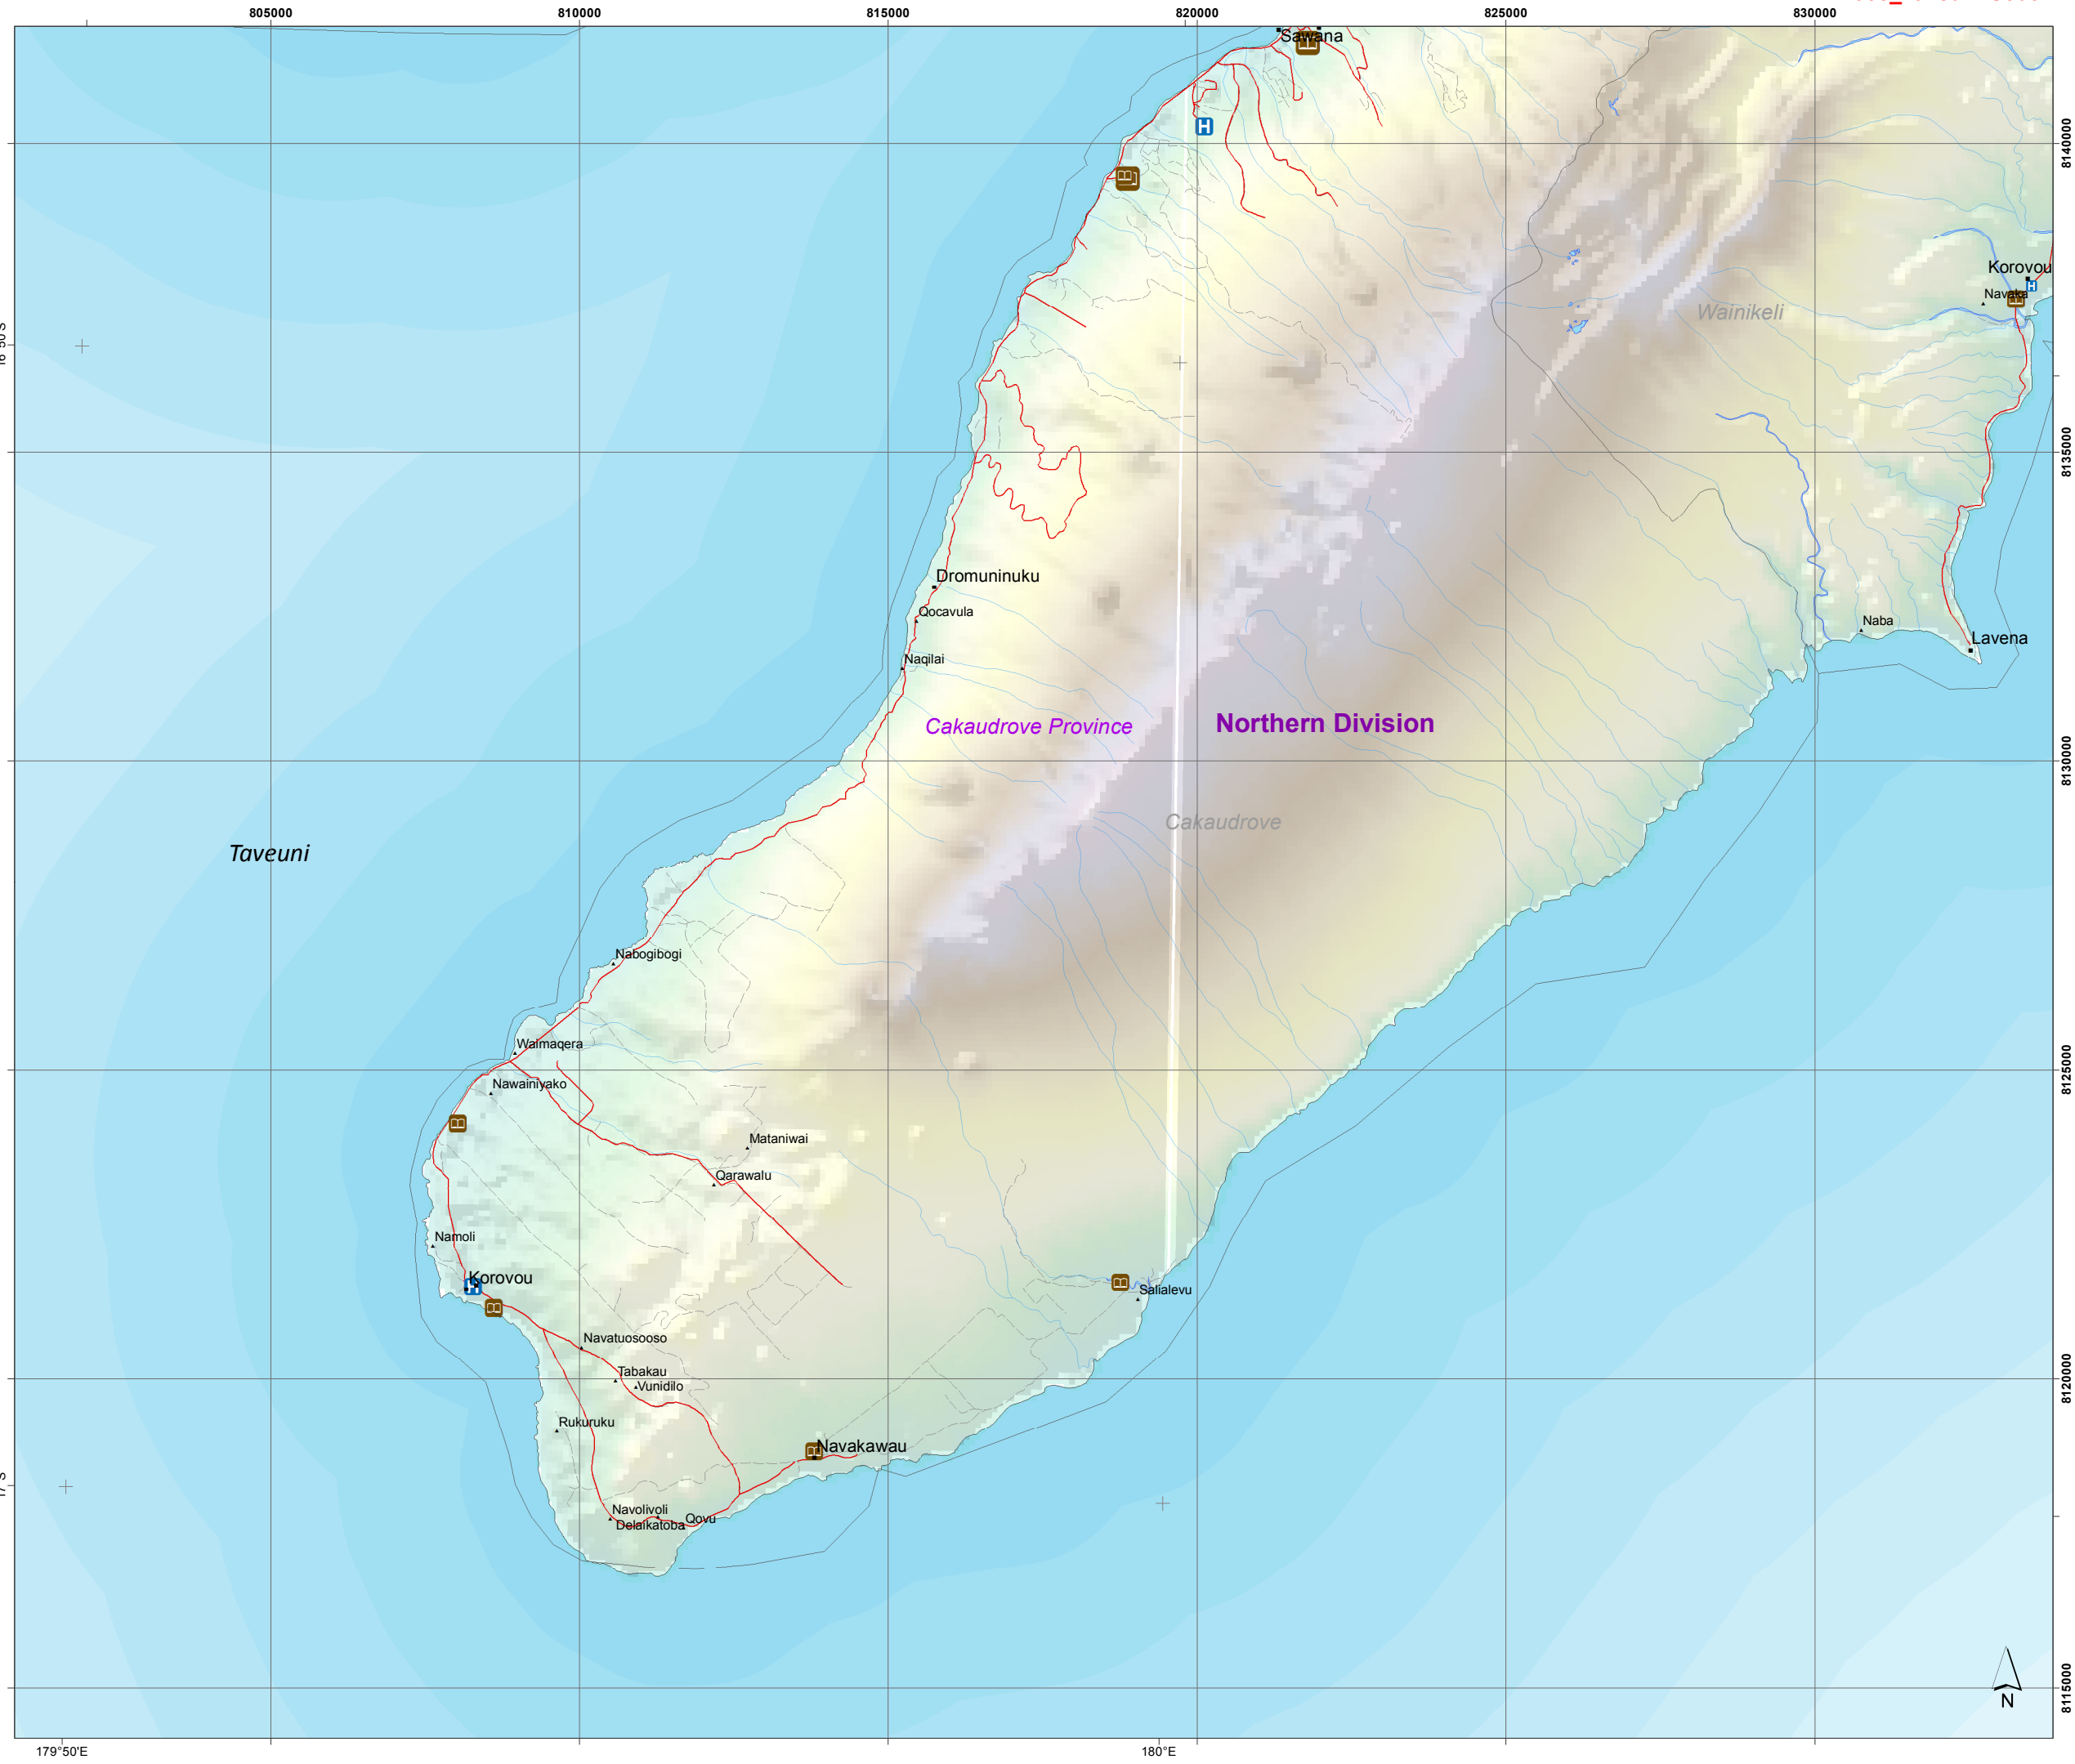 805000
810000
815000
820000
825000
830000
Sawana
H
8140000
Korovou
H
Navaka
Wainikeli
8135000
Dromuninuku
Qocavula
Naba
Lavena
Naqilai
Cakaudrove Province
Northern Division
8130000
Cakaudrove
Taveuni
Nabogibogi
Waimaqera
8125000
Nawainiyako
Mataniwai
Qarawalu
Namoli
Korovou
H
Salialevu
Navatuosooso
Tabakau
Vunidilo
8120000
Rukuruku
Navakawau
Navolivoli
Qovu
Delaikatoba
8115000
N
179°50'E
180°E